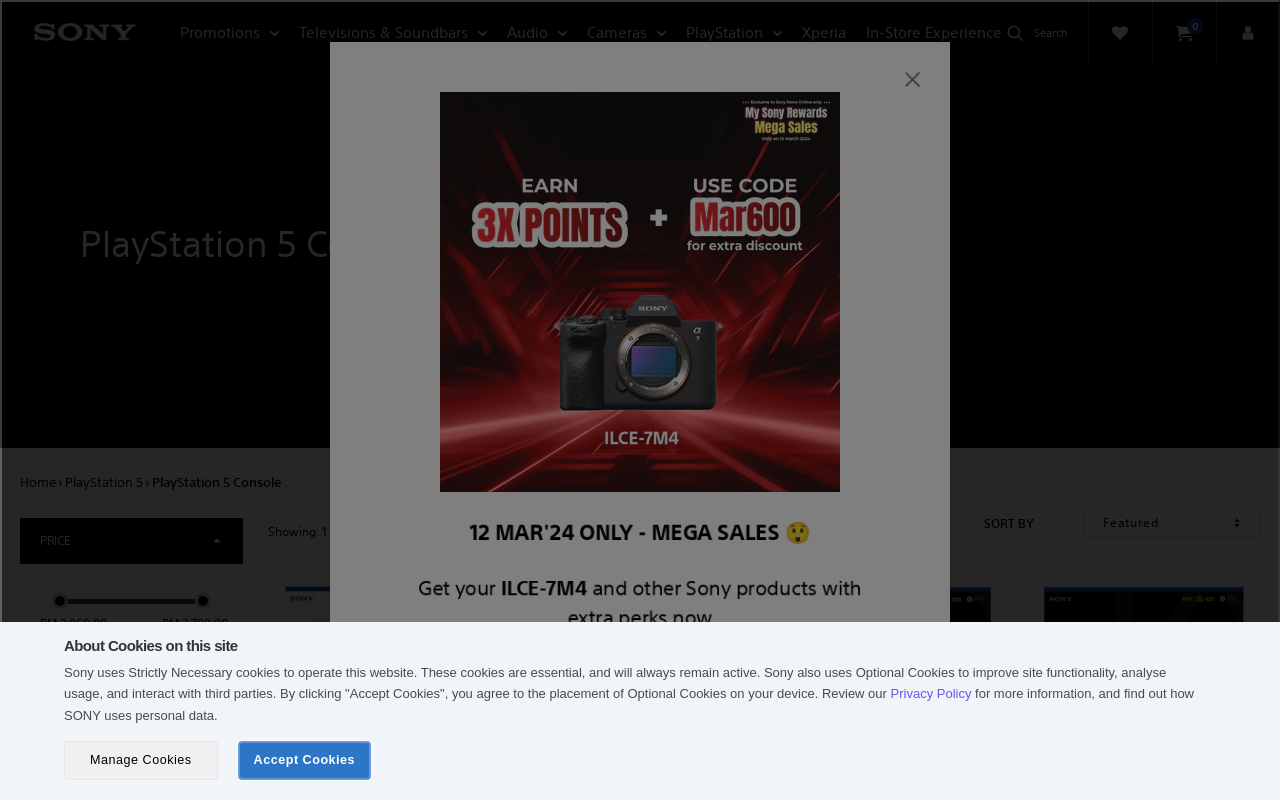 SONY
Promotions
Televisions & Soundbars
Audio
Cameras
PlayStation
Xperia
In-Store Experience
Search
0
••• Exclusive to Sony Store Online only •••
My Sony Rewards
Mega Sales
Only on 12 March 2024
EARN
3X POINTS
+
USE CODE
Mar600
for extra discount
SONY
α
7
ILCE-7M4
PlayStation 5 Co
Home › PlayStation 5 › PlayStation 5 Console
PRICE
Showing: 1
SORT BY
Featured
12 MAR'24 ONLY - MEGA SALES 😲
Get your ILCE-7M4 and other Sony products with
extra perks now
SONY
SONY
About Cookies on this site
Sony uses Strictly Necessary cookies to operate this website. These cookies are essential, and will always remain active. Sony also uses Optional Cookies to improve site functionality, analyse
usage, and interact with third parties. By clicking "Accept Cookies", you agree to the placement of Optional Cookies on your device. Review our Privacy Policy for more information, and find out how
SONY uses personal data.
Manage Cookies
Accept Cookies